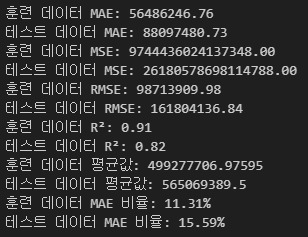 훈련 데이터 MAE: 56486246.76
테스트 데이터 MAE: 88097480.73
훈련 데이터 MSE: 9744436024137348.00
테스트 데이터 MSE: 26180578698114788.00
훈련 데이터 RMSE: 98713909.98
테스트 데이터 RMSE: 161804136.84
훈련 데이터 R²: 0.91
테스트 데이터 R²: 0.82
훈련 데이터 평균값: 499277706.97595
테스트 데이터 평균값: 565069389.5
훈련 데이터 MAE 비율: 11.31%
테스트 데이터 MAE 비율: 15.59%